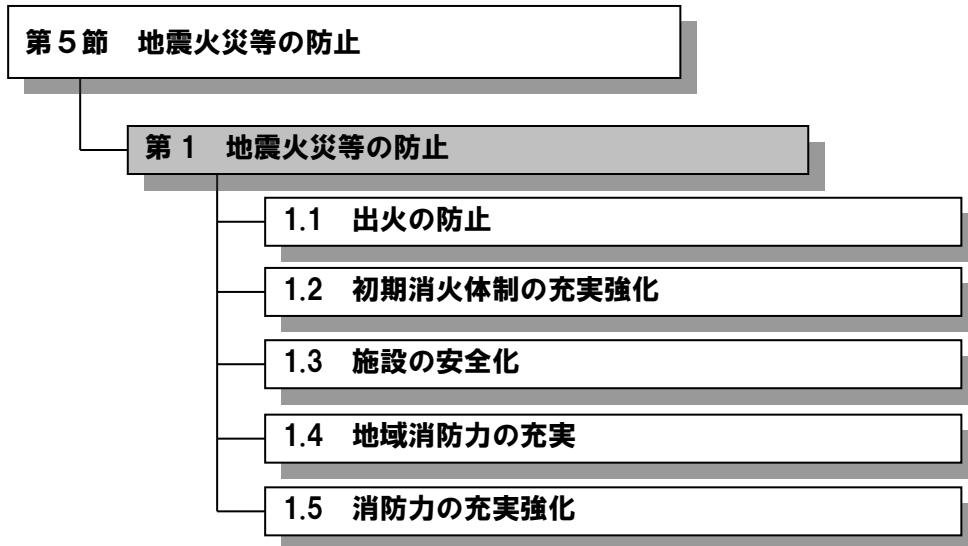 第５節　地震火災等の防止
第１　地震火災等の防止
1.1　出火の防止
1.2　初期消火体制の充実強化
1.3　施設の安全化
1.4　地域消防力の充実
1.5　消防力の充実強化